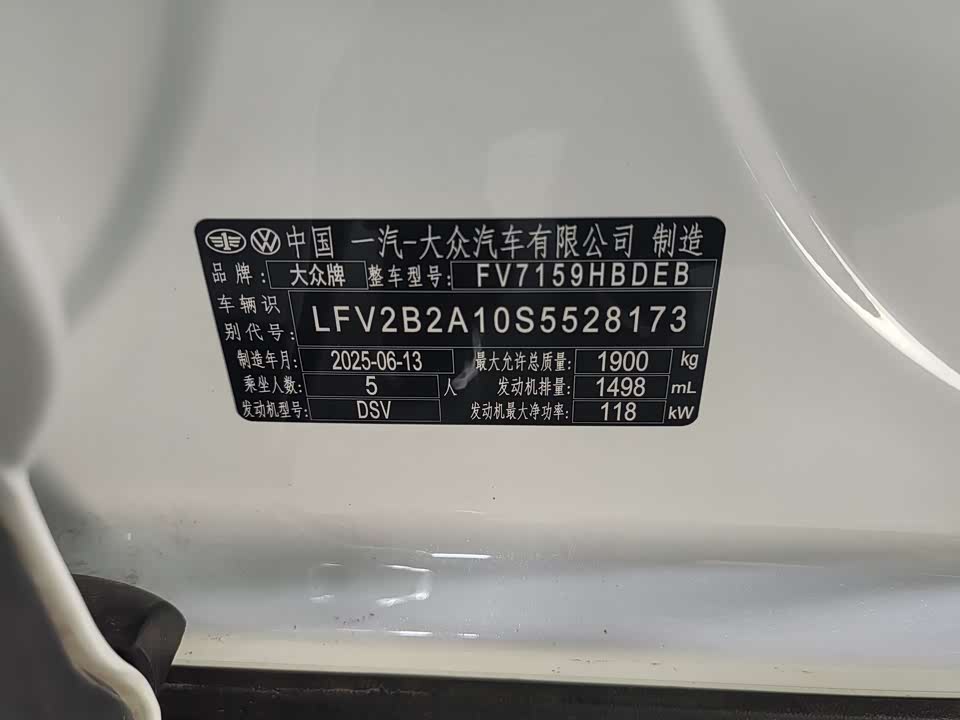 中国 一汽-大众汽车有限公司 制造
品牌: 大众牌 整车型号: FV7159HBDEB
车辆识别代号: LFV2B2A10S5528173
制造年月: 2025-06-13 最大允许总质量: 1900 kg
乘坐人数: 5 人 发动机排量: 1498 mL
发动机型号: DSV 发动机最大净功率: 118 kW